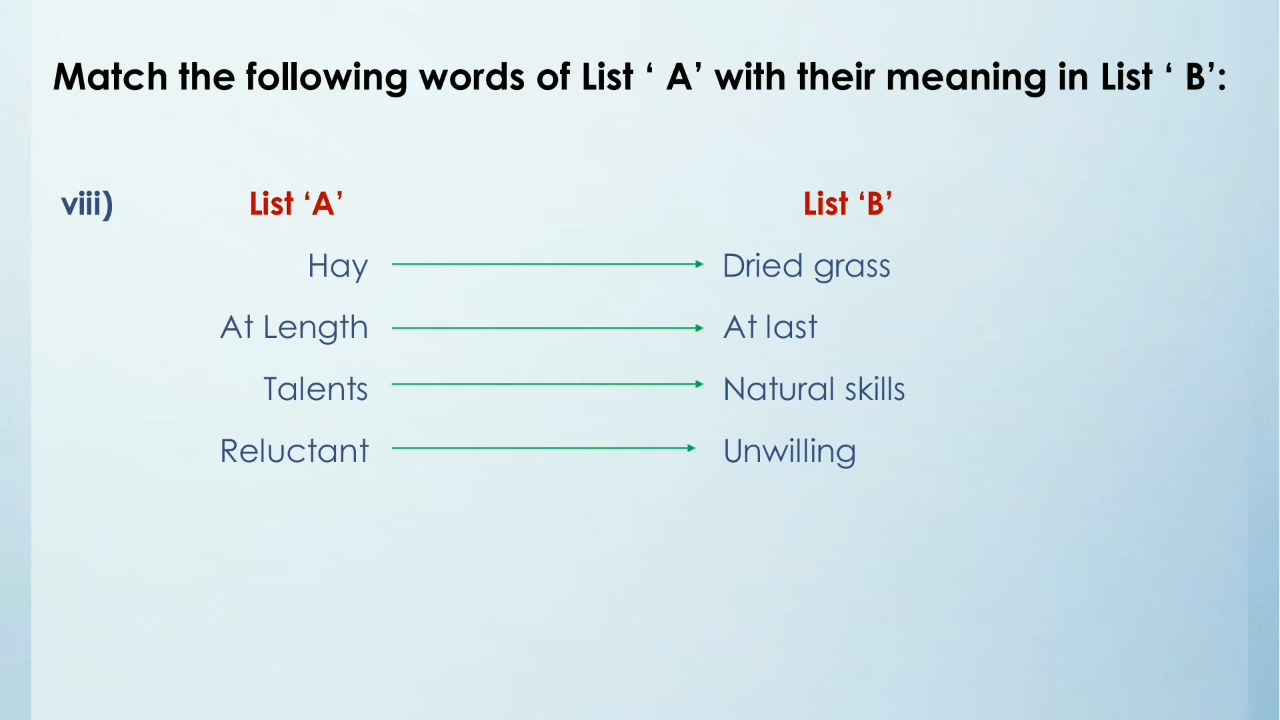 Match the following words of List ‘ A’ with their meaning in List ‘ B’:
viii) List ‘A’ List ‘B’
Hay Dried grass
At Length At last
Talents Natural skills
Reluctant Unwilling